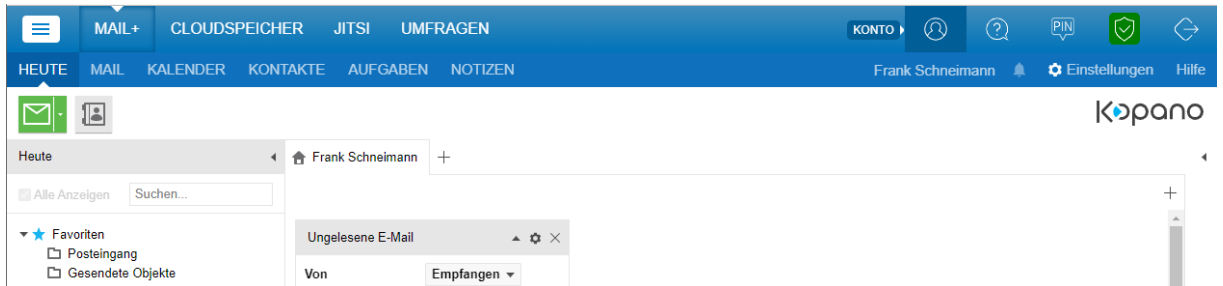 MAIL+ CLOUDSPEICHER JITSI UMFRAGEN KONTO PIN
HEUTE MAIL KALENDER KONTAKTE AUFGABEN NOTIZEN Frank Schneimann Einstellungen Hilfe
Kopano
Heute Frank Schneimann +
Alle Anzeigen Suchen...
+
Favoriten Ungelesene E-Mail
Posteingang
Gesendete Objekte Von Empfangen